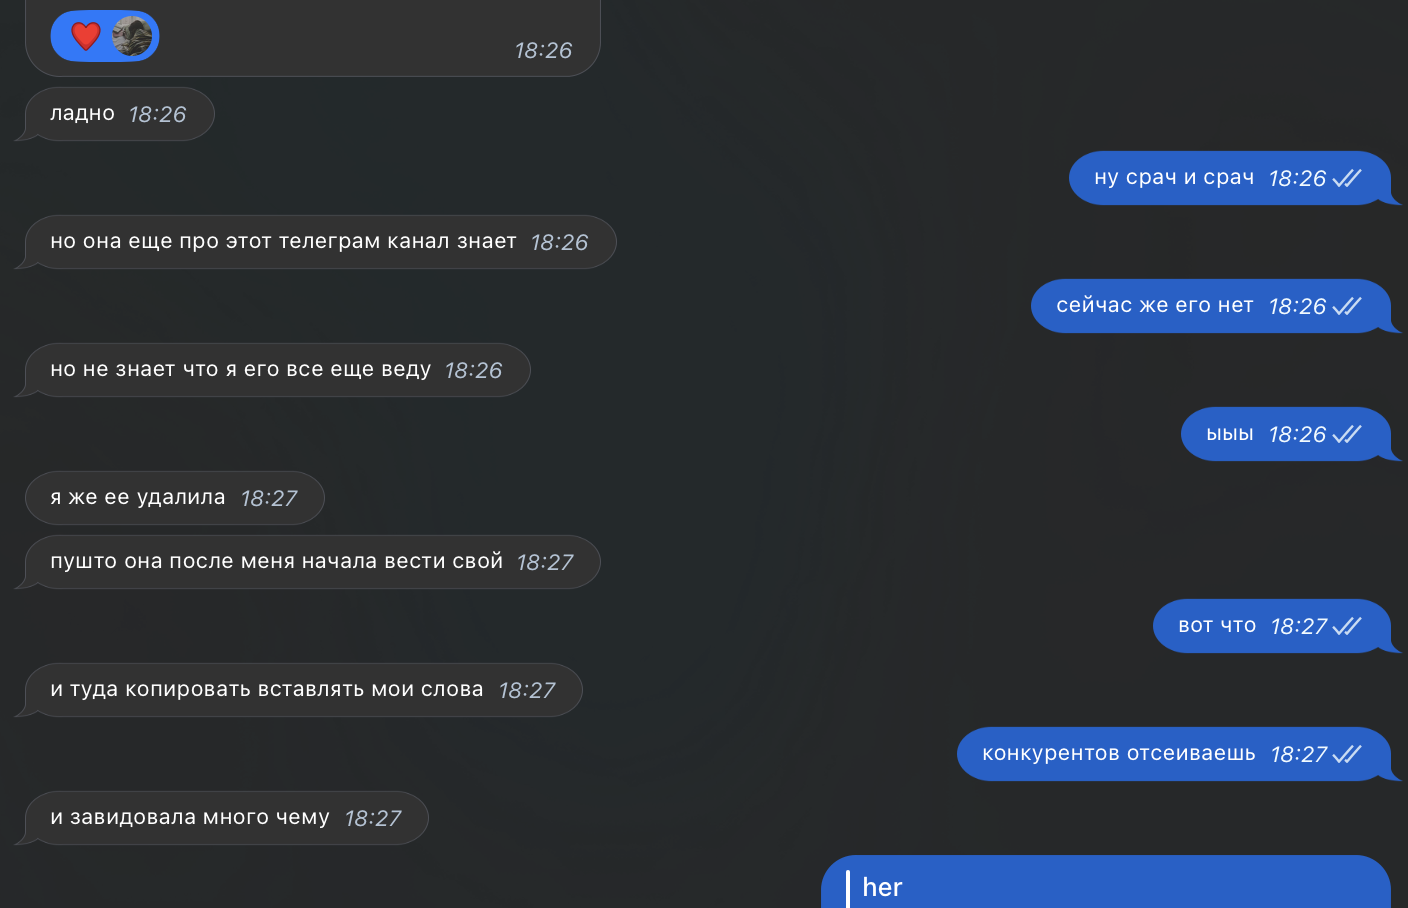 ❤️ 18:26
ладно 18:26
ну срач и срач 18:26
но она еще про этот телеграм канал знает 18:26
сейчас же его нет 18:26
но не знает что я его все еще веду 18:26
ыыы 18:26
я же ее удалила 18:27
пушто она после меня начала вести свой 18:27
вот что 18:27
и туда копировать вставлять мои слова 18:27
конкурентов отсеиваешь 18:27
и завидовала много чему 18:27
her